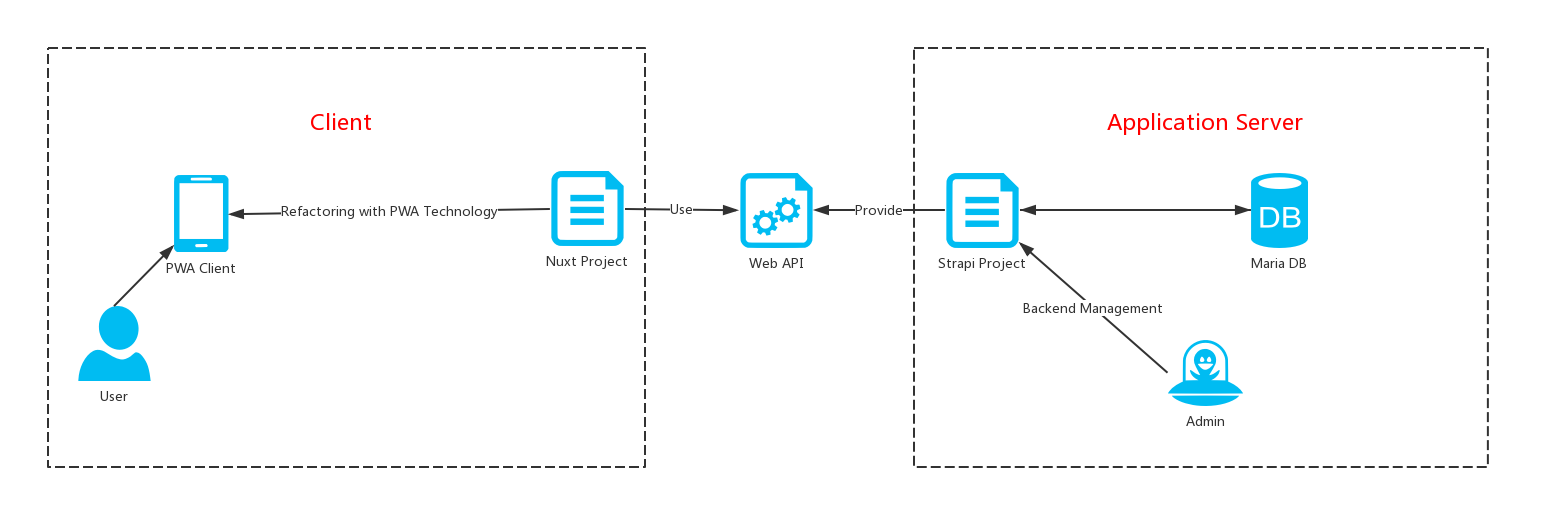 Client
Application Server
Refactoring with PWA Technology
Use
Provide
DB
PWA Client
Nuxt Project
Web API
Strapi Project
Maria DB
Backend Management
User
Admin